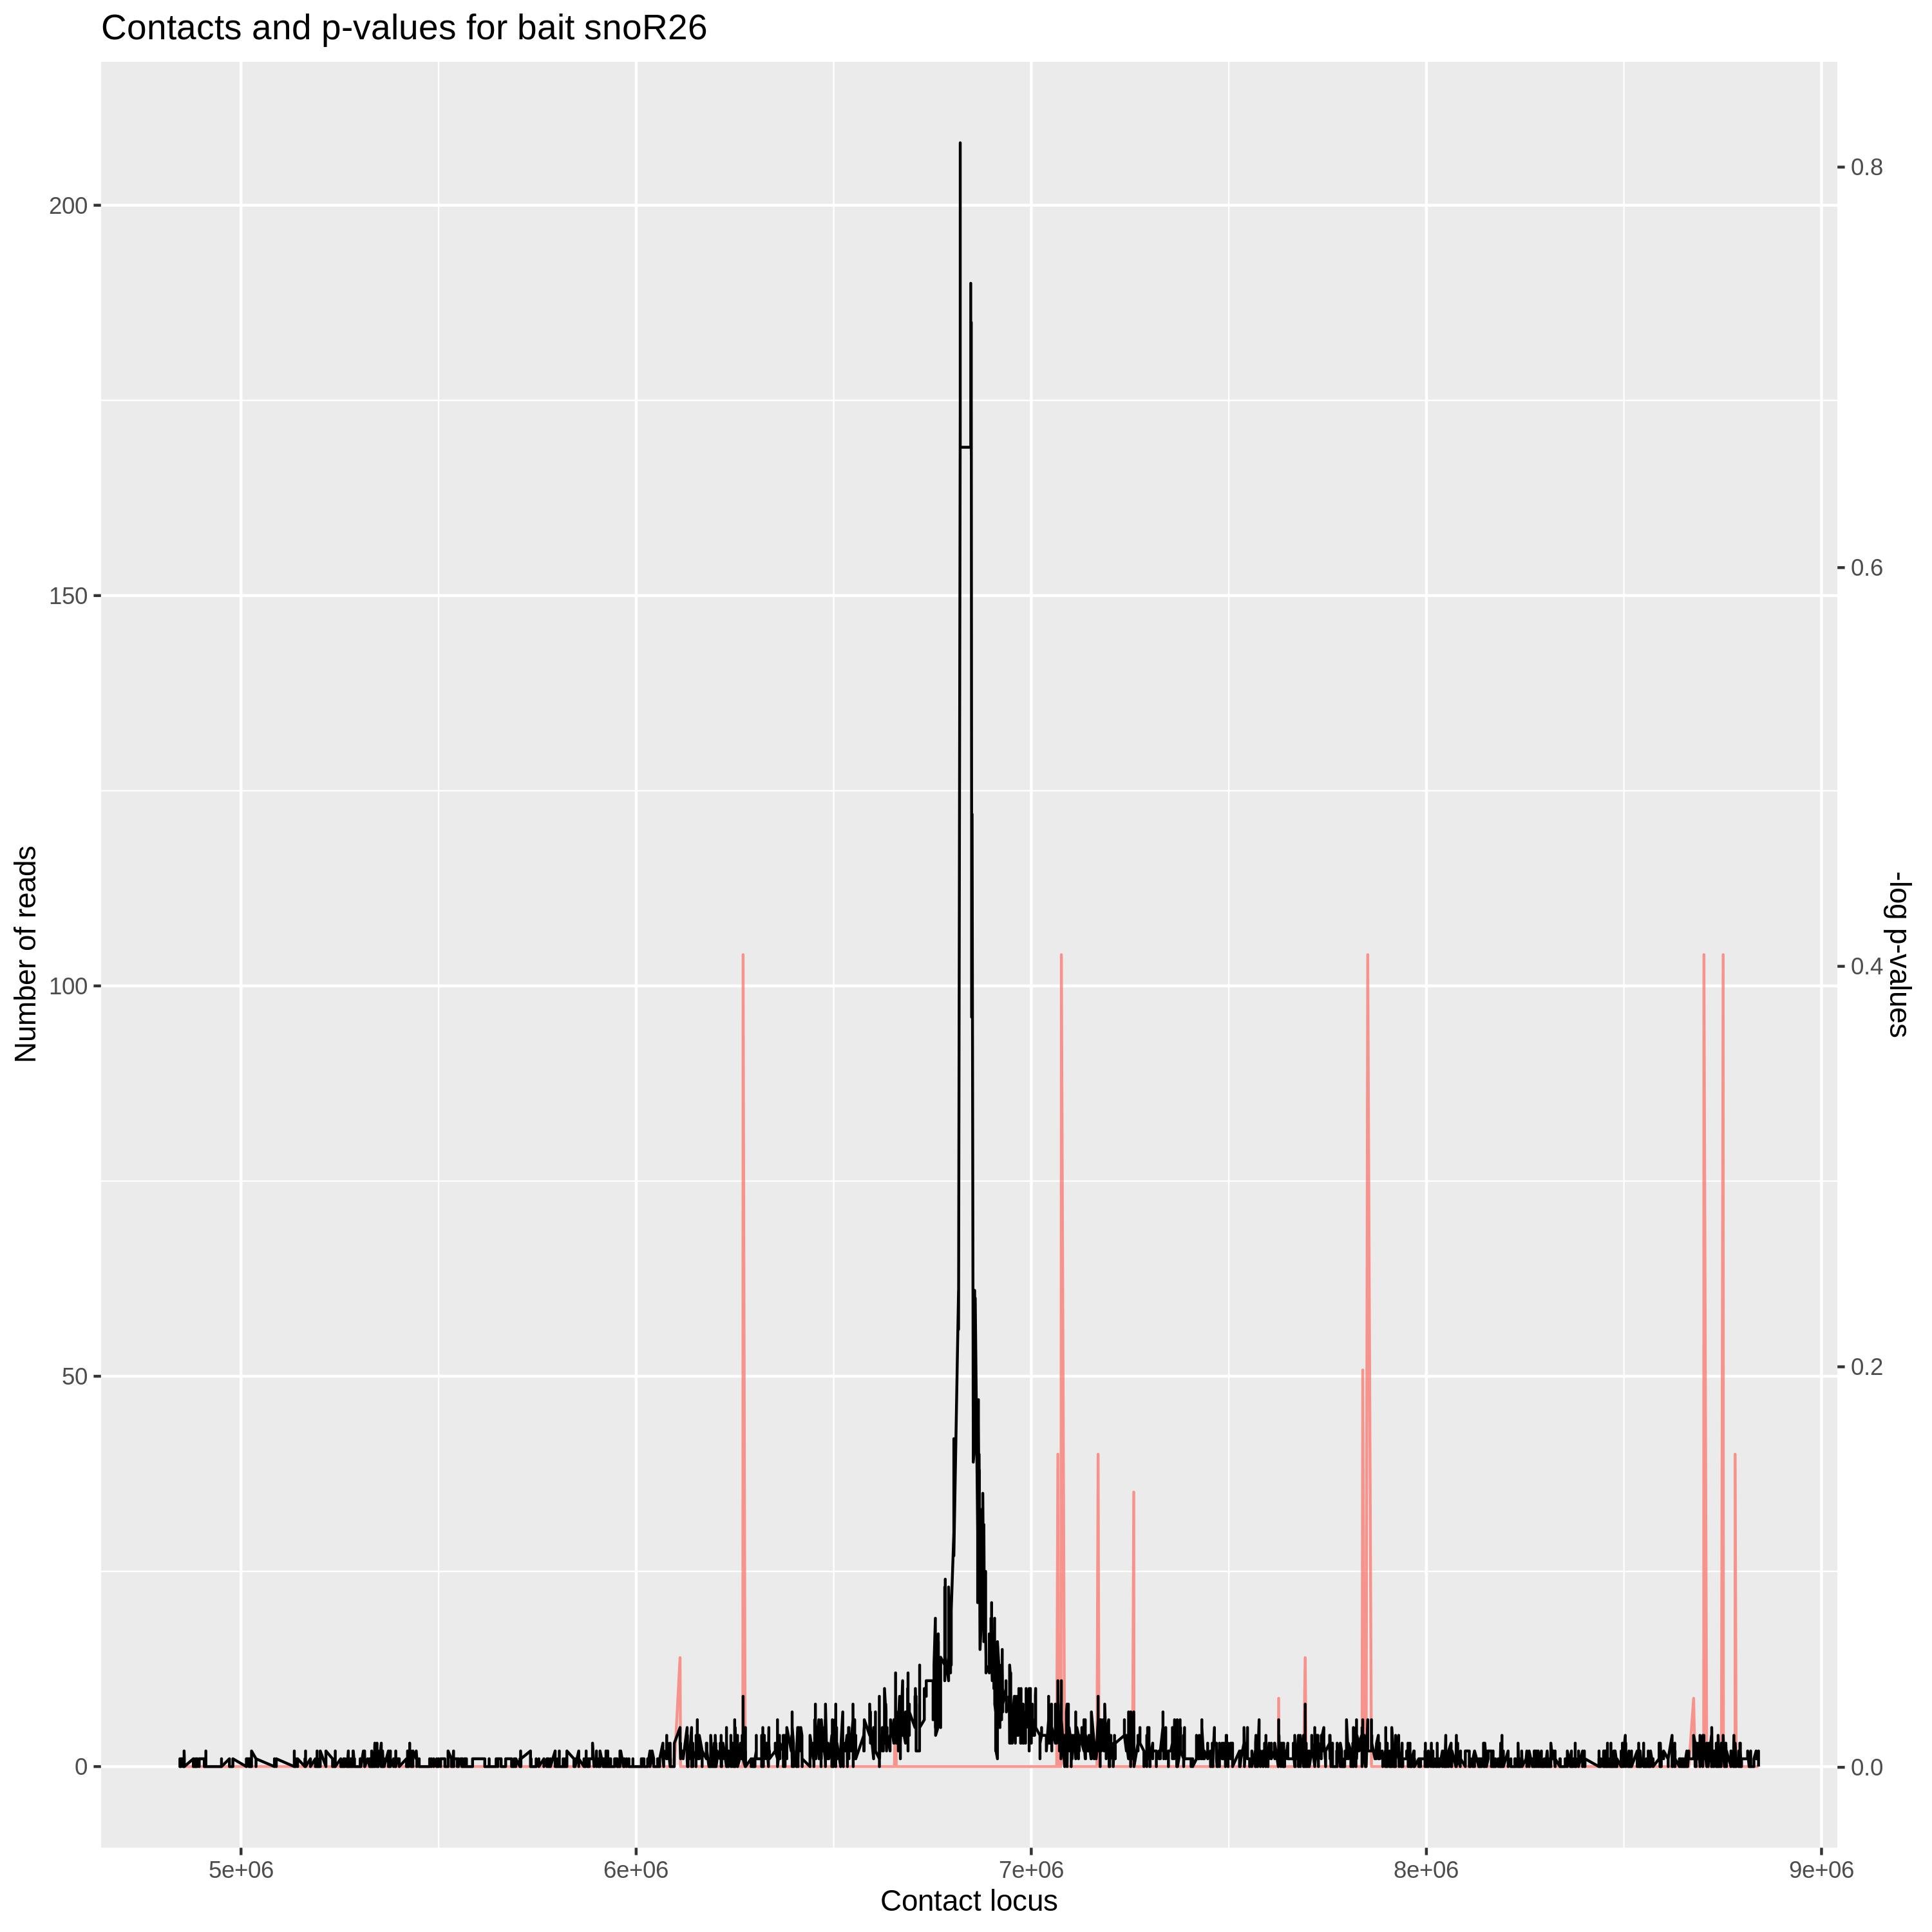 Contacts and p-values for bait snoR26
200
150
100
50
0
Number of reads
0.8
0.6
0.4
0.2
0.0
-log p-values
5e+06
6e+06
7e+06
8e+06
9e+06
Contact locus